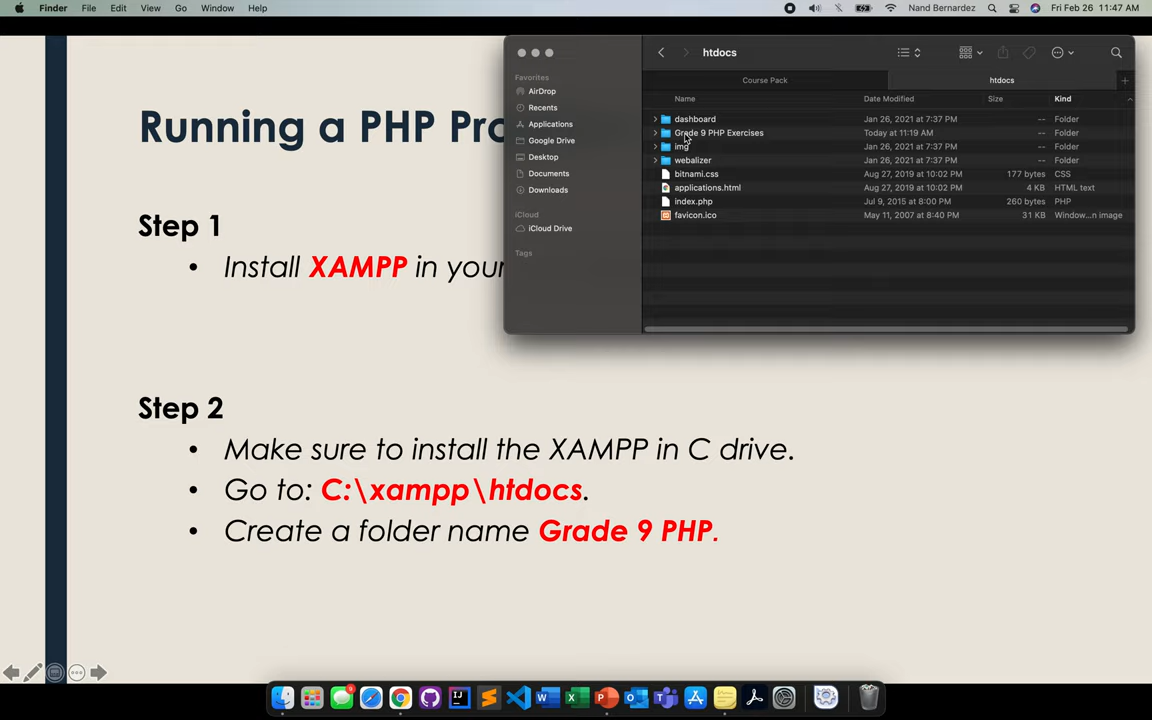 Finder File Edit View Go Window Help Nand Bernardez Fri Feb 26 11:47 AM
htdocs
Course Pack htdocs
Favorites
AirDrop
Recents
Applications
Google Drive
Desktop
Documents
Downloads
iCloud
iCloud Drive
Tags
Name Date Modified Size Kind
dashboard Jan 26, 2021 at 7:37 PM -- Folder
Grade 9 PHP Exercises Today at 11:19 AM -- Folder
img Jan 26, 2021 at 7:37 PM -- Folder
webalizer Jan 26, 2021 at 7:37 PM -- Folder
bitnami.css Aug 27, 2019 at 10:02 PM 177 bytes CSS
applications.html Aug 27, 2019 at 10:02 PM 4 KB HTML text
index.php Jul 9, 2015 at 8:00 PM 260 bytes PHP
favicon.ico May 11, 2007 at 8:40 PM 31 KB Window...n image
Running a PHP Pro
Step 1
• Install XAMPP in your
Step 2
• Make sure to install the XAMPP in C drive.
• Go to: C:\xampp\htdocs.
• Create a folder name Grade 9 PHP.